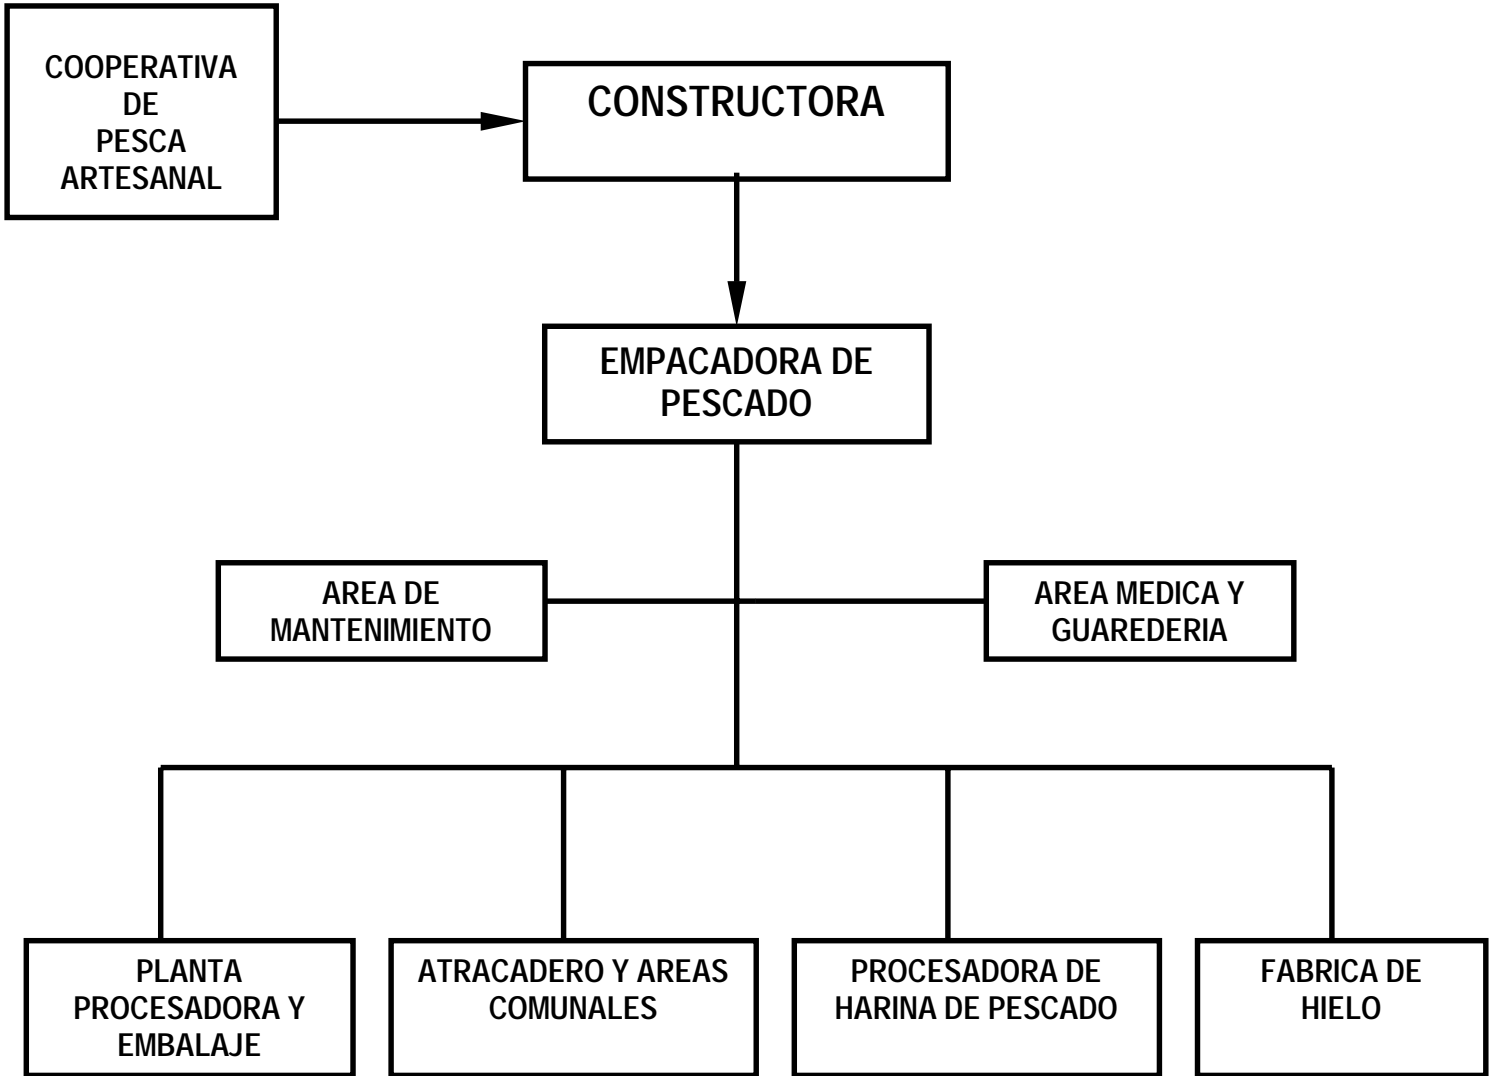 COOPERATIVA
DE
PESCA
ARTESANAL
CONSTRUCTORA
EMPACADORA DE
PESCADO
AREA DE
MANTENIMIENTO
AREA MEDICA Y
GUAREDERIA
PLANTA
PROCESADORA Y
EMBALAJE
ATRACADERO Y AREAS
COMUNALES
PROCESADORA DE
HARINA DE PESCADO
FABRICA DE
HIELO